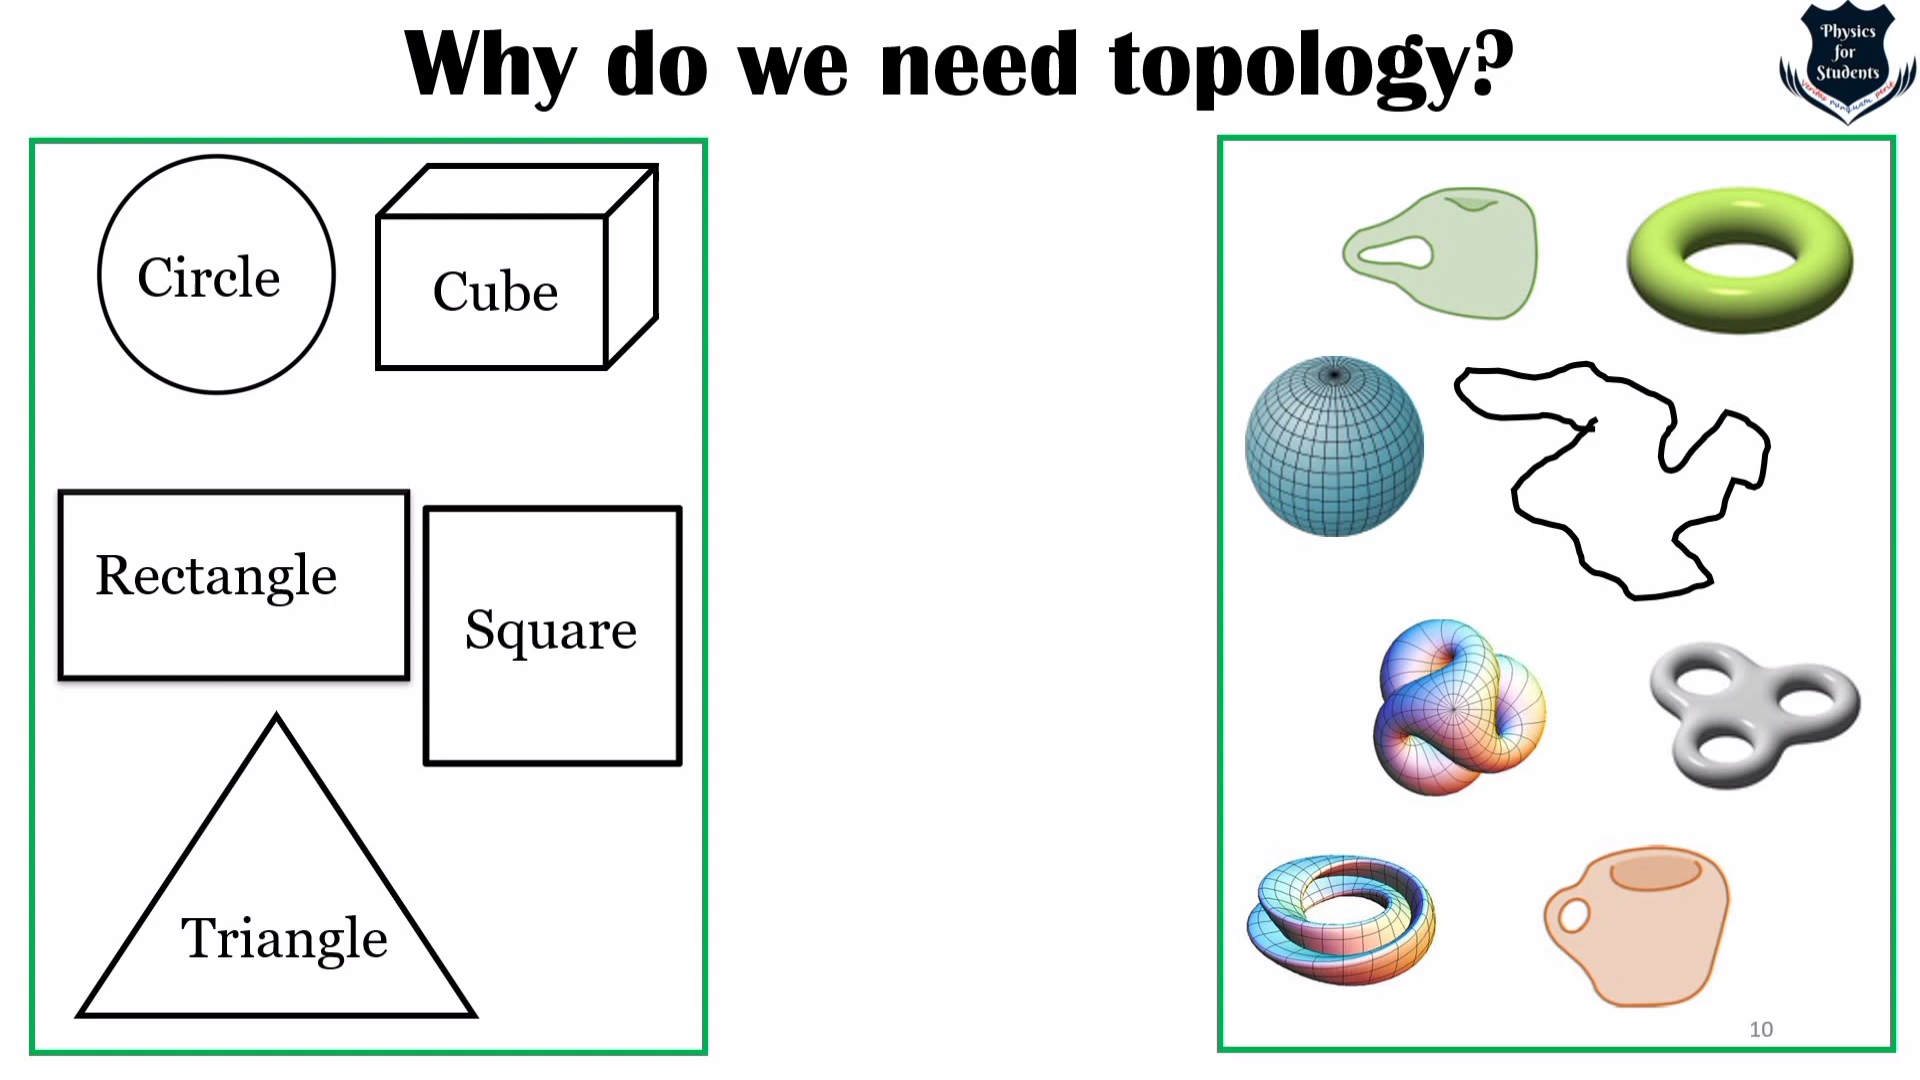 Why do we need topology?
Physics
for
Students
Circle
Cube
Rectangle
Square
Triangle
10